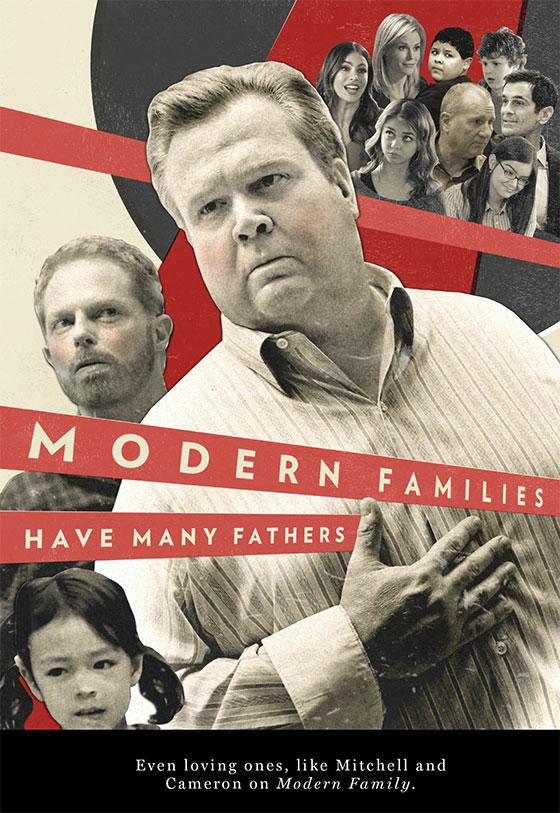 MODERN FAMILIES
HAVE MANY FATHERS
Even loving ones, like Mitchell and
Cameron on Modern Family.